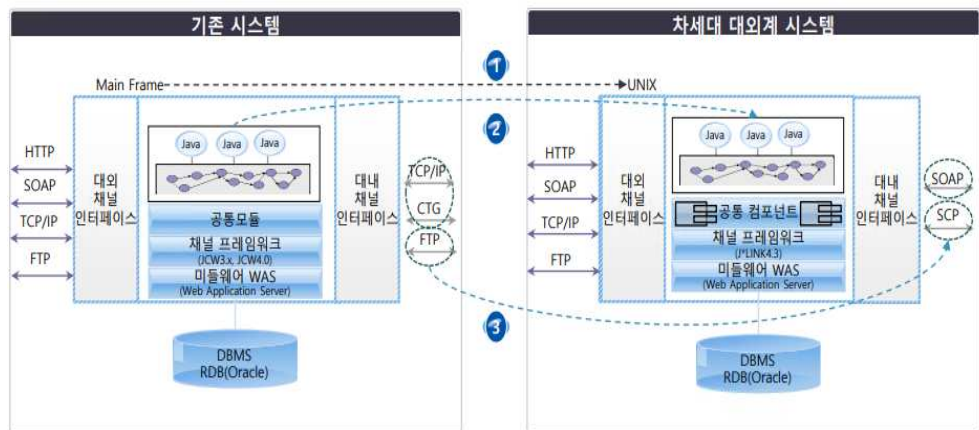 기존 시스템
차세대 대외계 시스템
1
Main Frame
UNIX
2
Java
Java
Java
HTTP
SOAP
TCP/IP
FTP
대외
채널
인터페이스
공통모듈
채널 프레임워크
(JCW3.x, JCW4.0)
미들웨어 WAS
(Web Application Server)
대내
채널
인터페이스
TCP/IP
CTG
FTP
DBMS
RDB(Oracle)
3
Java
Java
Java
HTTP
SOAP
TCP/IP
FTP
대외
채널
인터페이스
공통 컴포넌트
채널 프레임워크
(J*LINK4.3)
미들웨어 WAS
(Web Application Server)
대내
채널
인터페이스
SOAP
SCP
DBMS
RDB(Oracle)